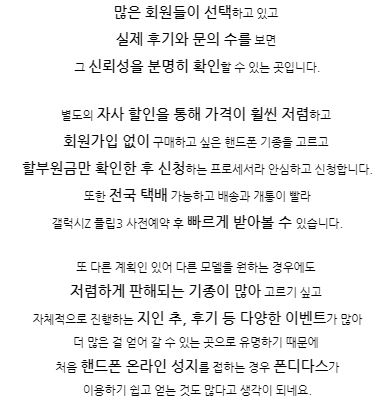 많은 회원들이 선택하고 있고
실제 후기와 문의 수를 보면
그 신뢰성을 분명히 확인할 수 있는 곳입니다.
별도의 자사 할인을 통해 가격이 훨씬 저렴하고
회원가입 없이 구매하고 싶은 핸드폰 기종을 고르고
할부원금만 확인한 후 신청하는 프로세서라 안심하고 신청합니다.
또한 전국 택배 가능하고 배송과 개통이 빨라
갤럭시Z 플립3 사전예약 후 빠르게 받아볼 수 있습니다.
또 다른 계획인 있어 다른 모델을 원하는 경우에도
저렴하게 판매되는 기종이 많아 고르기 싶고
자체적으로 진행하는 지인 추, 후기 등 다양한 이벤트가 많아
더 많은 걸 얻어 갈 수 있는 곳으로 유명하기 때문에
처음 핸드폰 온라인 성지를 접하는 경우 폰디다스가
이용하기 쉽고 얻는 것도 많다고 생각이 되네요.